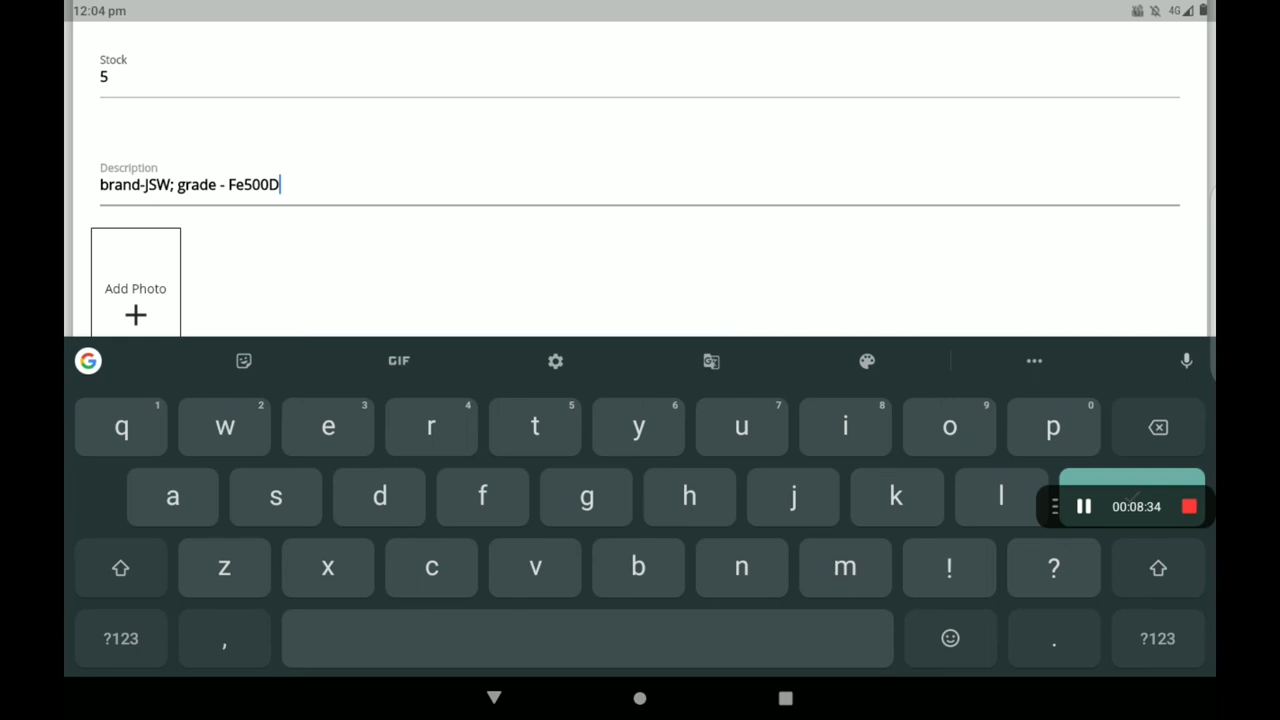 12:04 pm 4G
Stock
5
Description
brand-JSW; grade - Fe500D
Add Photo
+
G GIF
q 1 w 2 e 3 r 4 t 5 y 6 u 7 i 8 o 9 p 0
a s d f g h j k l
00:08:34
z x c v b n m ! ?
?123 , . ?123